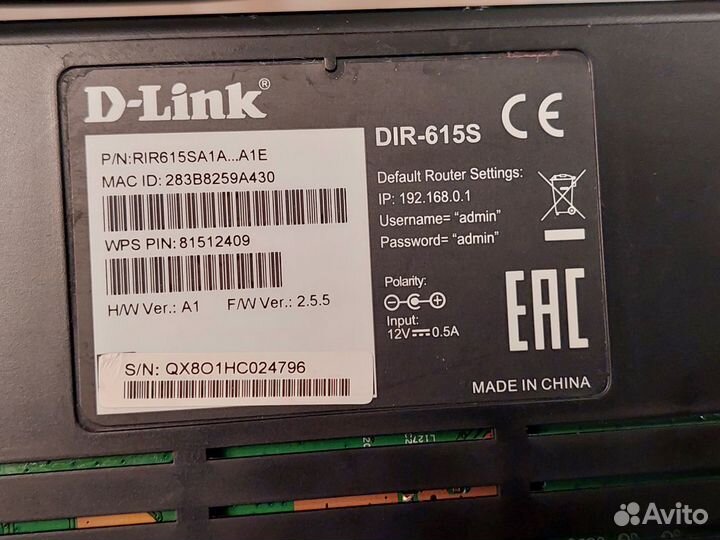 D-Link®
P/N:RIR615SA1A...A1E
MAC ID: 283B8259A430
WPS PIN: 81512409
H/W Ver.: A1 F/W Ver.: 2.5.5
S/N: QX8O1HC024796
DIR-615S CE
Default Router Settings:
IP: 192.168.0.1
Username= “admin”
Password= “admin”
Polarity:
Input:
12V 0.5A
EAC
MADE IN CHINA
L127N
Avito